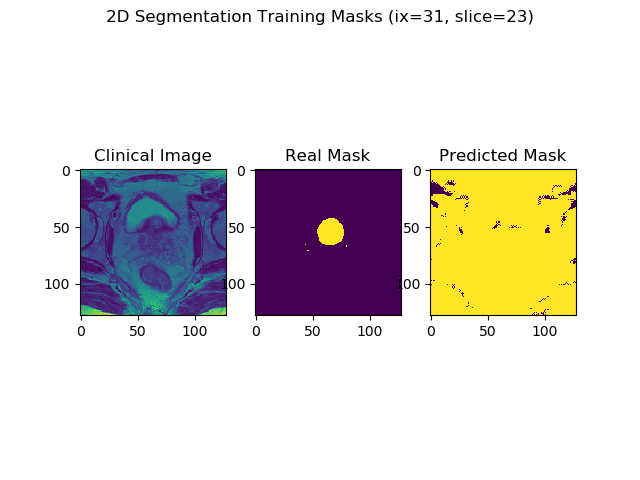 2D Segmentation Training Masks (ix=31, slice=23)
Clinical Image Real Mask Predicted Mask
0 0 0
50 50 50
100 100 100
0 50 100 0 50 100 0 50 100